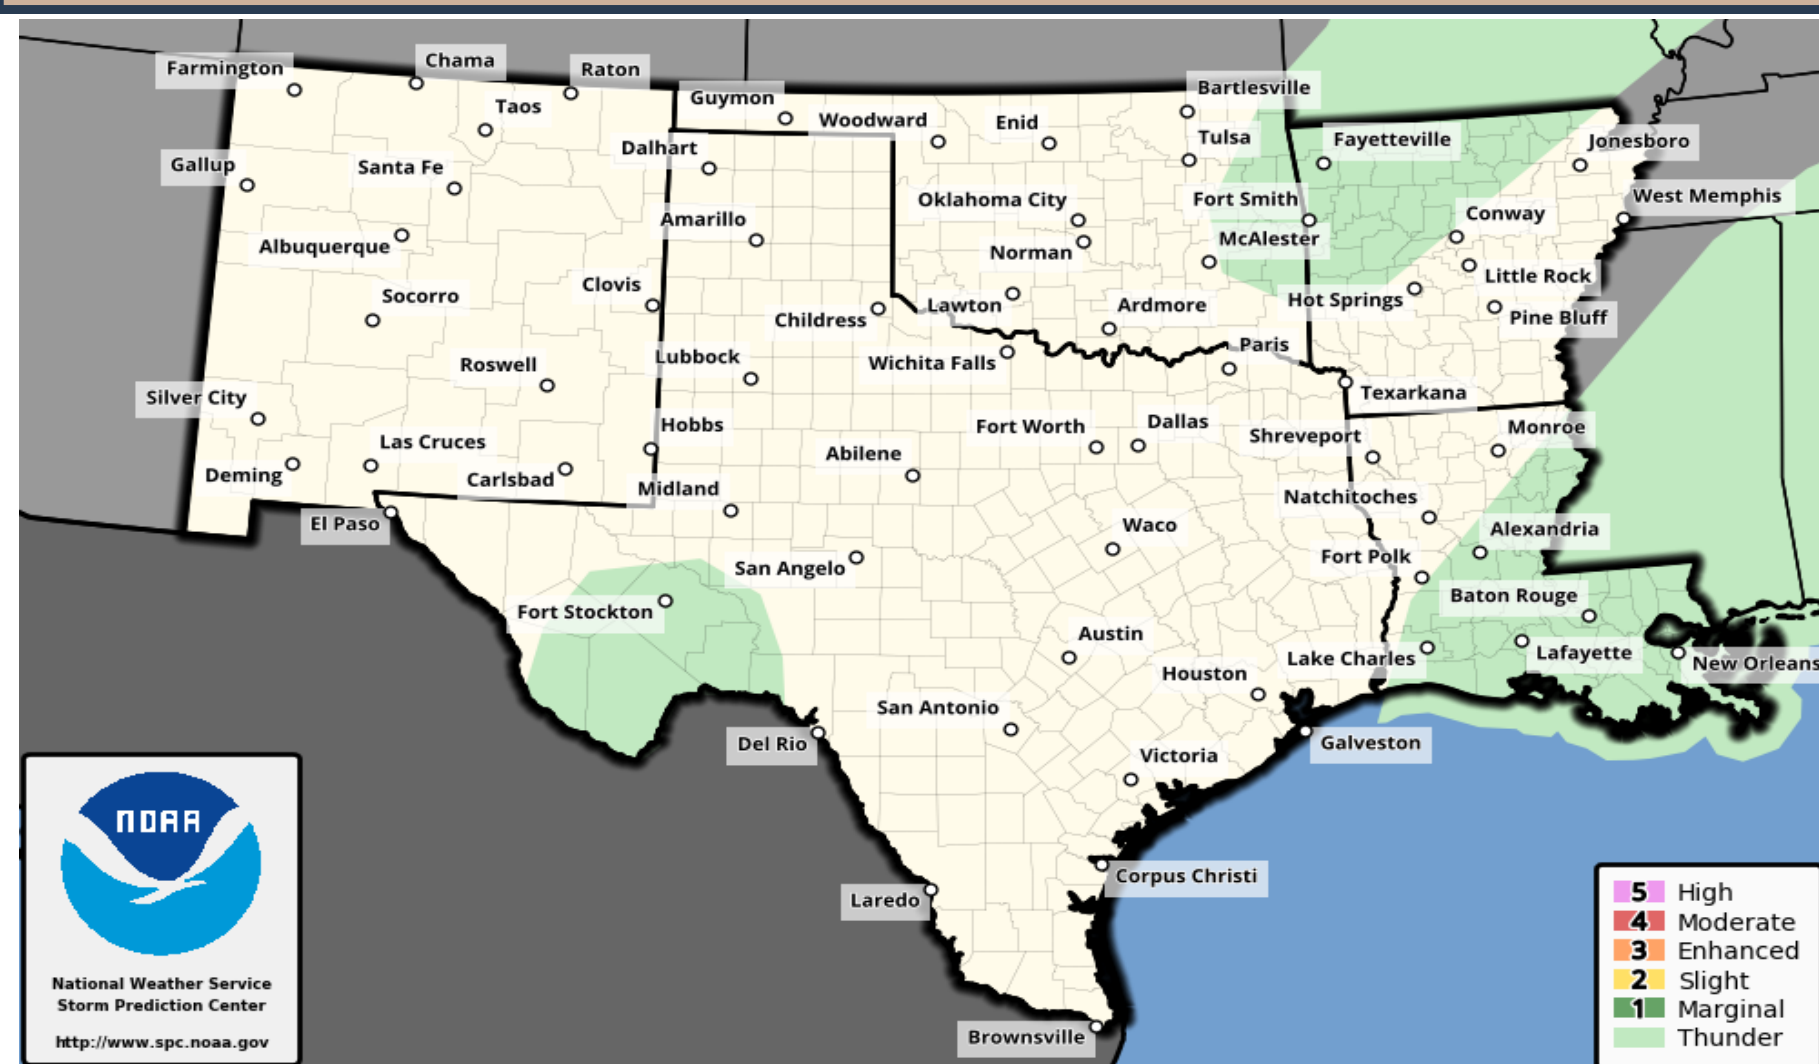 Farmington
Chama
Raton
Guymon
Bartlesville
Taos
Woodward
Enid
Tulsa
Fayetteville
Jonesboro
Dalhart
Gallup
Santa Fe
Oklahoma City
Fort Smith
West Memphis
Amarillo
Conway
Albuquerque
Norman
McAlester
Clovis
Little Rock
Socorro
Childress
Lawton
Ardmore
Hot Springs
Pine Bluff
Roswell
Lubbock
Wichita Falls
Paris
Silver City
Texarkana
Hobbs
Fort Worth
Dallas
Shreveport
Monroe
Las Cruces
Abilene
Deming
Carlsbad
Midland
Natchitoches
El Paso
Waco
Alexandria
San Angelo
Fort Polk
Fort Stockton
Baton Rouge
Austin
Lake Charles
Lafayette
New Orleans
Houston
San Antonio
Del Rio
Galveston
Victoria
Corpus Christi
Laredo
Brownsville
NOAA
National Weather Service
Storm Prediction Center
http://www.spc.noaa.gov
5 High
4 Moderate
3 Enhanced
2 Slight
1 Marginal
Thunder